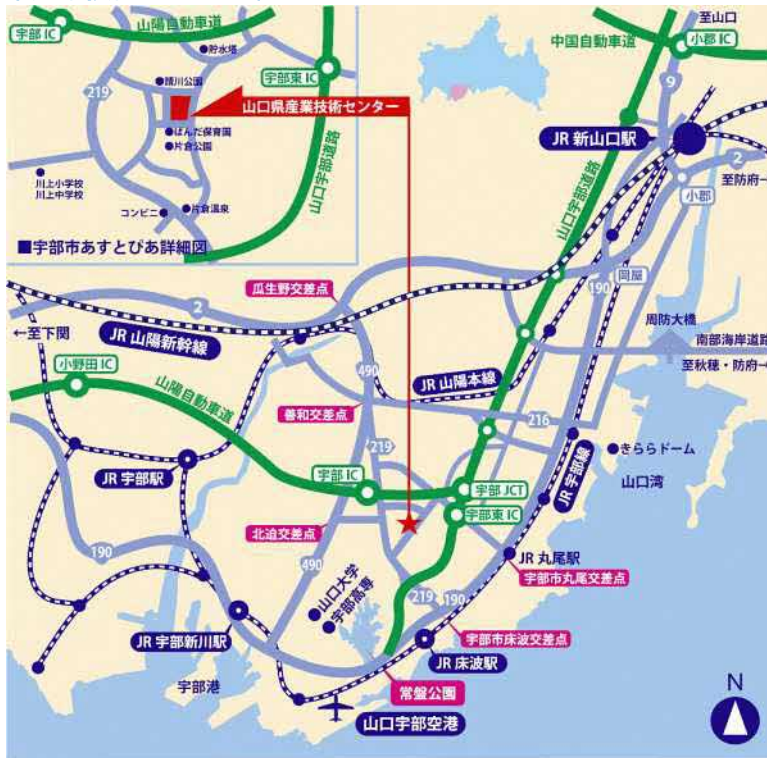 山陽自動車道
宇部IC
貯水塔
219
晴川公園
宇部東IC
山口県産業技術センター
ぱんだ保育園
片倉公園
川上小学校
川上中学校
コンビニ
片倉温泉
山口宇部道路
■宇部市あすとぴあ詳細図
至山口
中国自動車道
小郡IC
9
JR 新山口駅
2
至防府→
小郡
山口宇部道路
瓜生野交差点
190
岡屋
2
←至下関
JR 山陽新幹線
周防大橋
南部海岸道路
至秋穂・防府→
小野田IC
山陽自動車道
490
JR 山陽本線
善和交差点
216
219
JR 宇部線
きららドーム
山口湾
JR 宇部駅
宇部IC
宇部JCT
宇部東IC
北迫交差点
190
490
JR 丸尾駅
宇部市丸尾交差点
山口大学
宇部高専
219
190
宇部市床波交差点
JR 宇部新川駅
JR 床波駅
宇部港
常盤公園
山口宇部空港
N